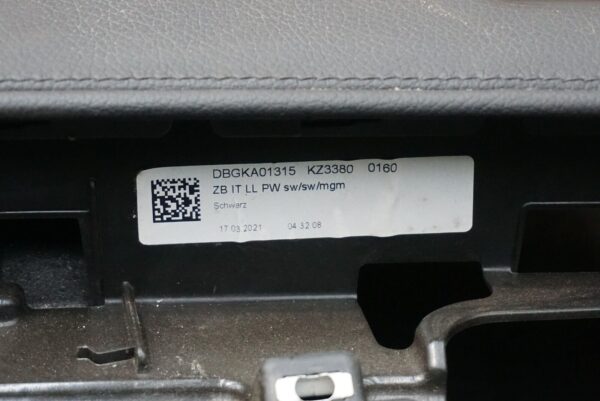 DBGKA01315 KZ3380 0160
ZB IT LL PW sw/sw/mgm
Schwarz
17.03.2021 04:32:08